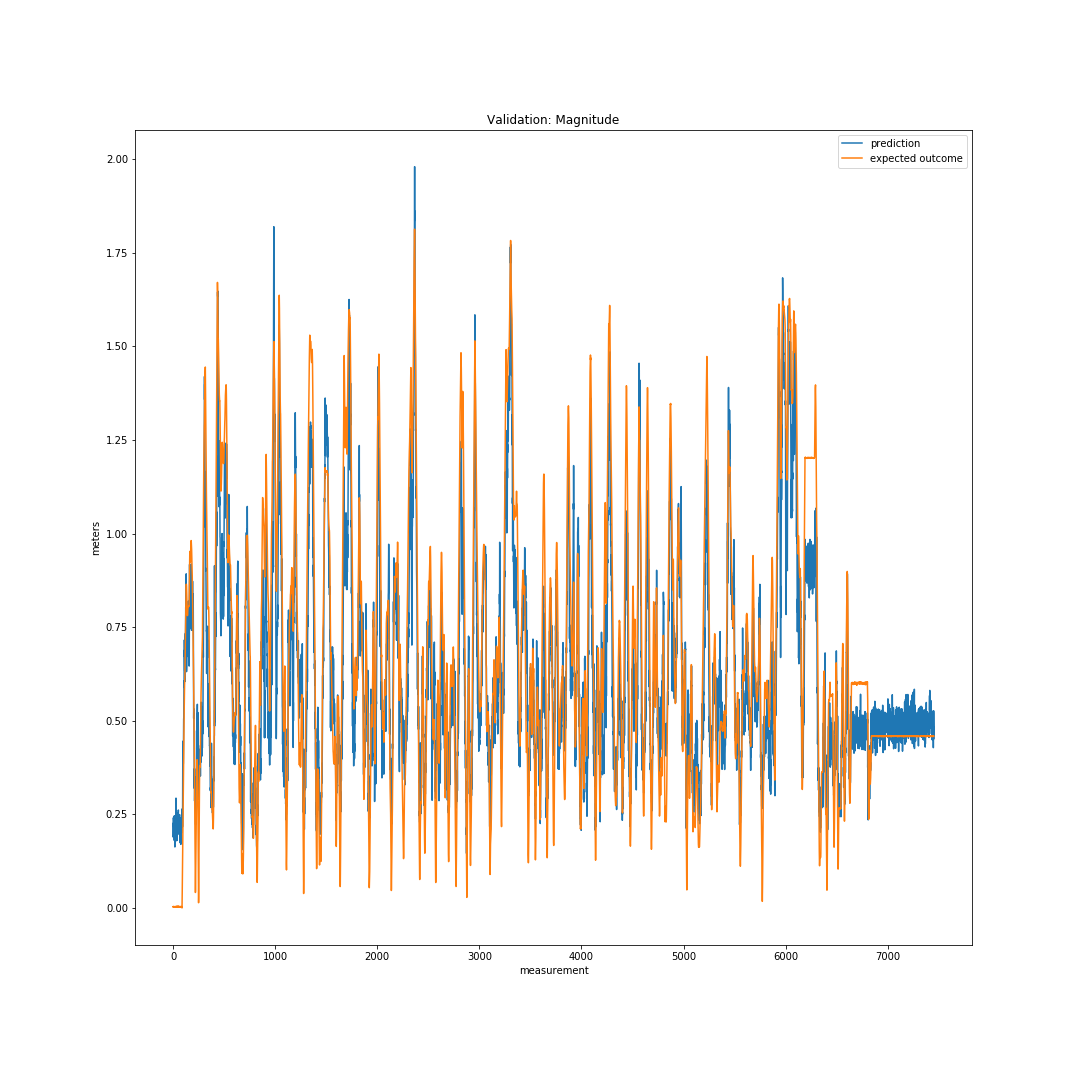 Validation: Magnitude
prediction
expected outcome
2.00
1.75
1.50
1.25
1.00
0.75
0.50
0.25
0.00
meters
0 1000 2000 3000 4000 5000 6000 7000
measurement